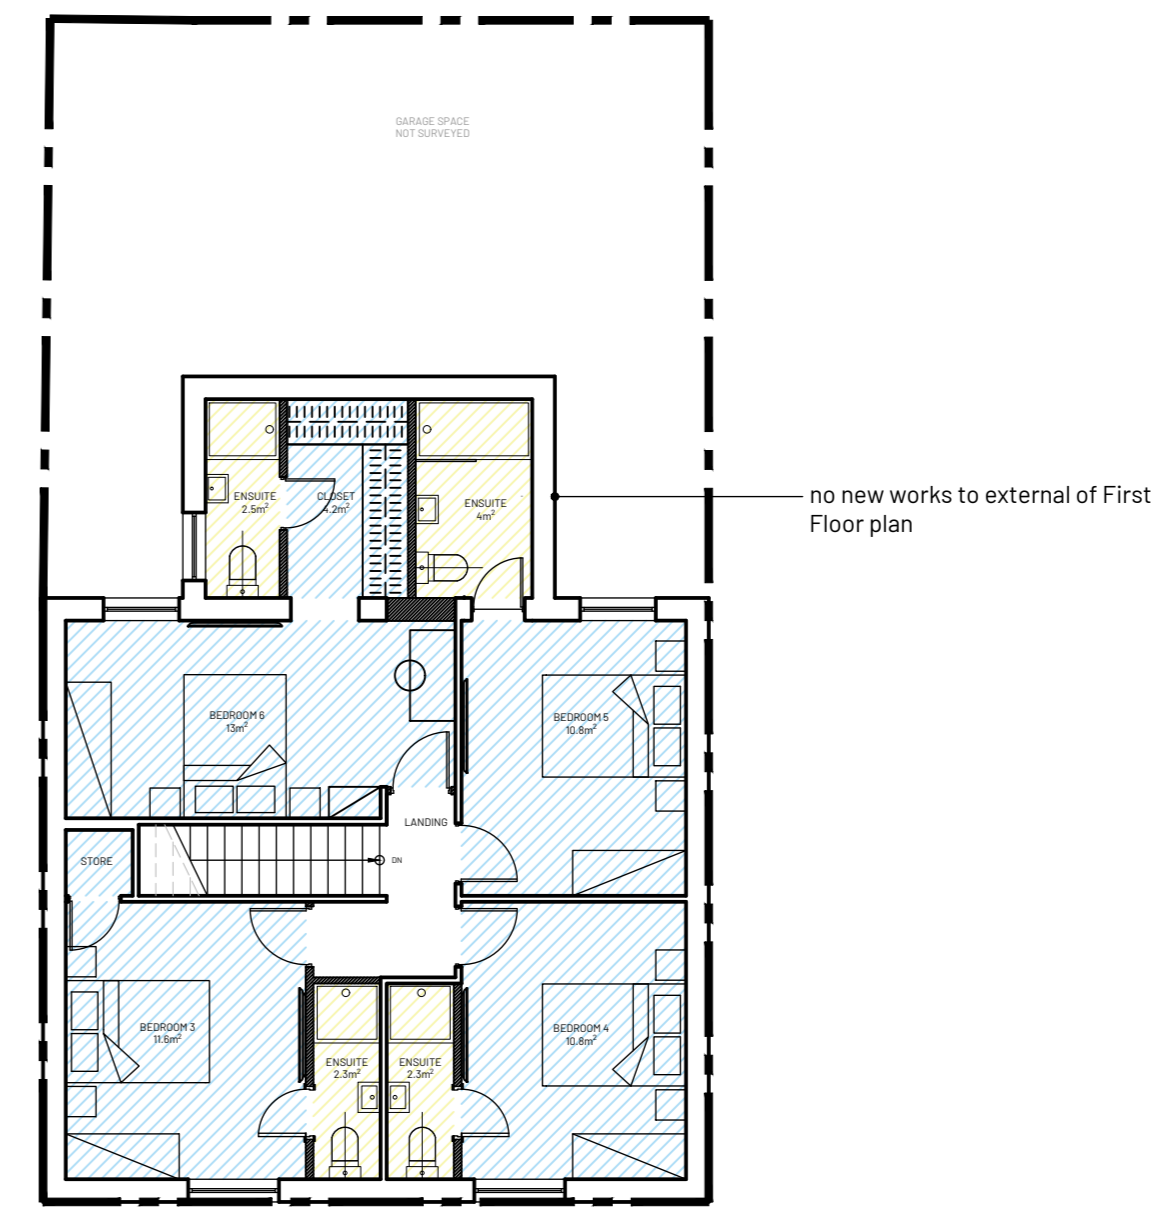 GARAGE SPACE
NOT SURVEYED
no new works to external of First
Floor plan
ENSUITE
2.5m²
CLOSET
4.2m²
ENSUITE
4m²
BEDROOM 6
13m²
BEDROOM 5
10.8m²
LANDING
STORE
DN
BEDROOM 3
11.6m²
BEDROOM 4
10.8m²
ENSUITE
2.3m²
ENSUITE
2.3m²